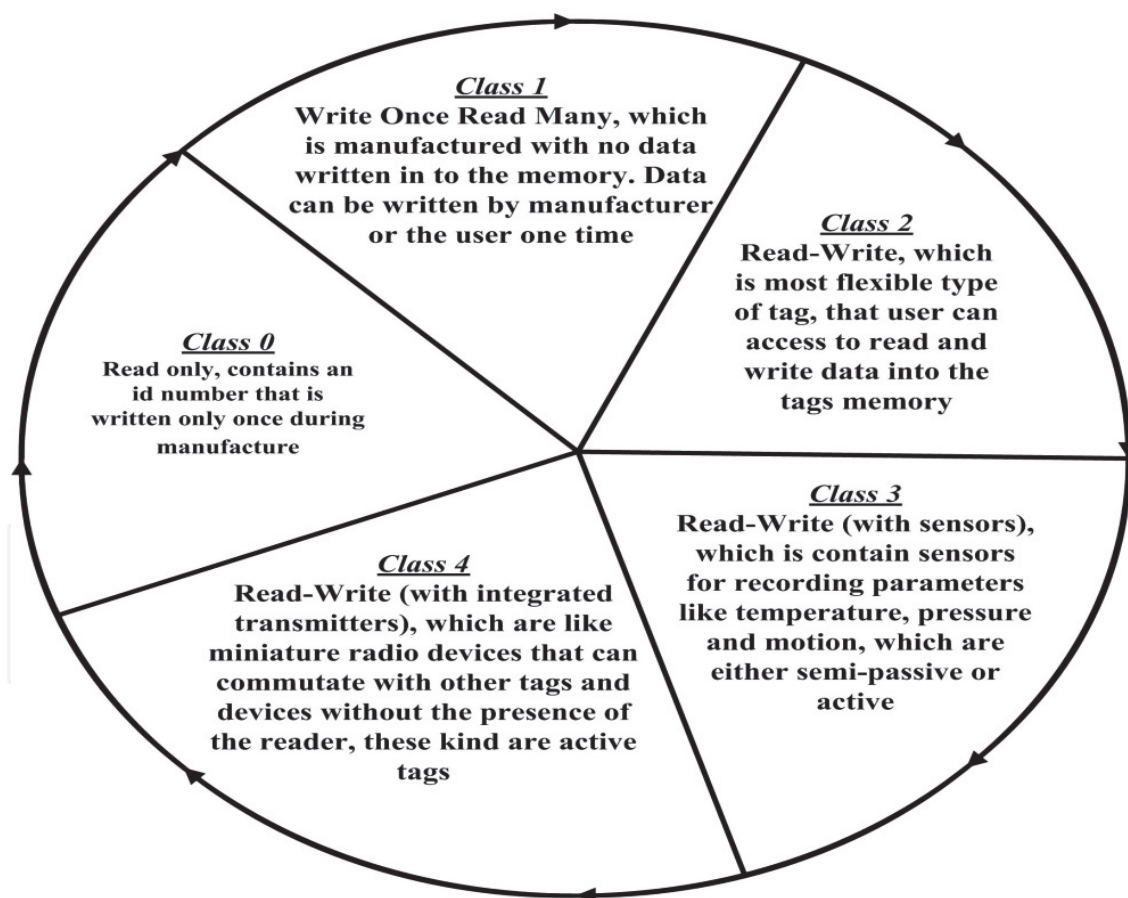 Class 1
Write Once Read Many, which
is manufactured with no data
written in to the memory. Data
can be written by manufacturer
or the user one time
Class 2
Read-Write, which
is most flexible type
of tag, that user can
access to read and
write data into the
tags memory
Class 0
Read only, contains an
id number that is
written only once during
manufacture
Class 3
Read-Write (with sensors),
which is contain sensors
for recording parameters
like temperature, pressure
and motion, which are
either semi-passive or
active
Class 4
Read-Write (with integrated
transmitters), which are like
miniature radio devices that can
commutate with other tags and
devices without the presence of
the reader, these kind are active
tags